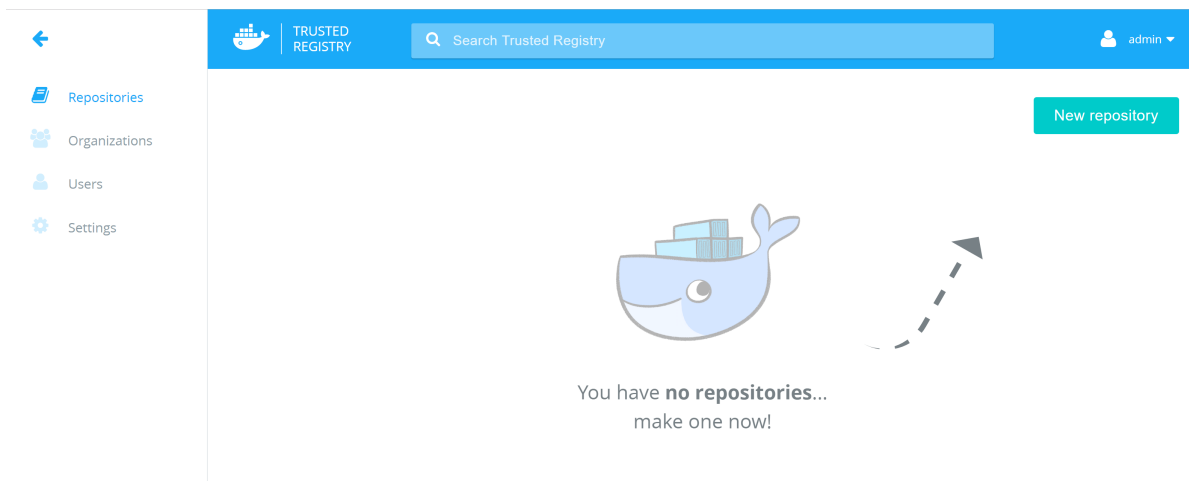 TRUSTED
REGISTRY
Search Trusted Registry
admin
Repositories
Organizations
Users
Settings
New repository
You have no repositories...
make one now!